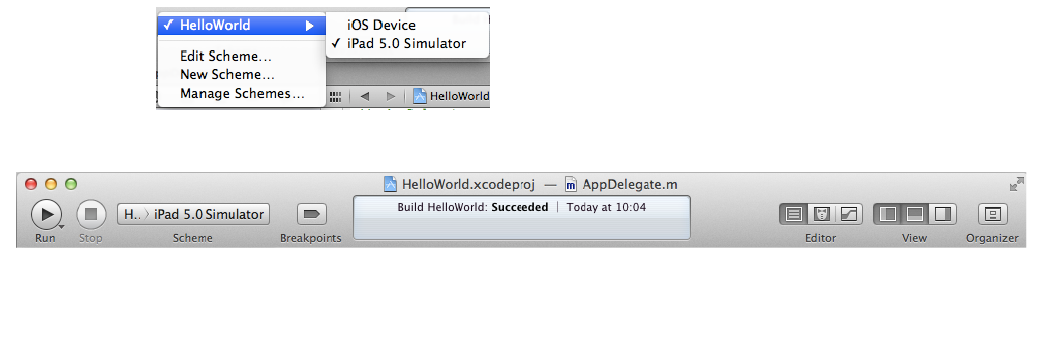 ✓ HelloWorld ▶
iOS Device
✓ iPad 5.0 Simulator
Edit Scheme...
New Scheme...
Manage Schemes...
HelloWorld
HelloWorld.xcodeproj — AppDelegate.m
H.. 〉 iPad 5.0 Simulator
Build HelloWorld: Succeeded | Today at 10:04
Run Stop Scheme Breakpoints Editor View Organizer